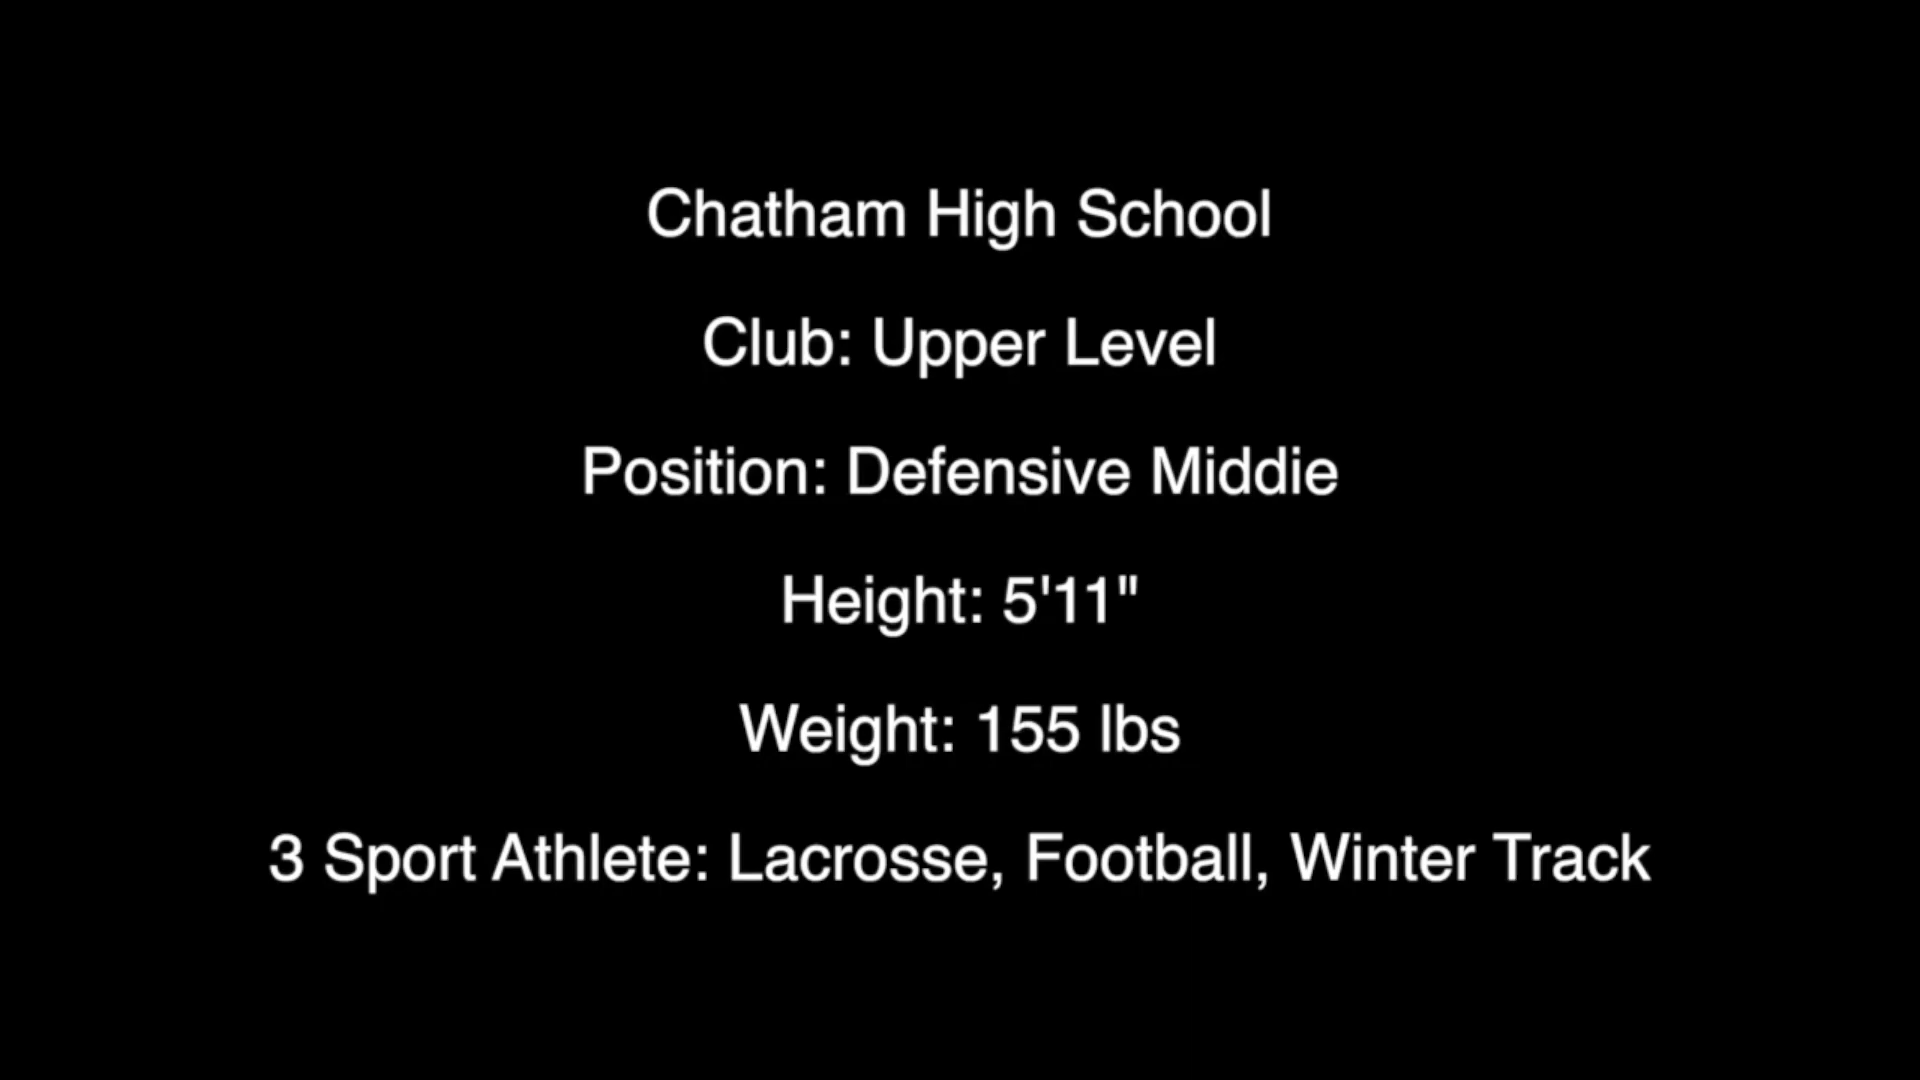 Chatham High School
Club: Upper Level
Position: Defensive Middie
Height: 5'11"
Weight: 155 lbs
3 Sport Athlete: Lacrosse, Football, Winter Track